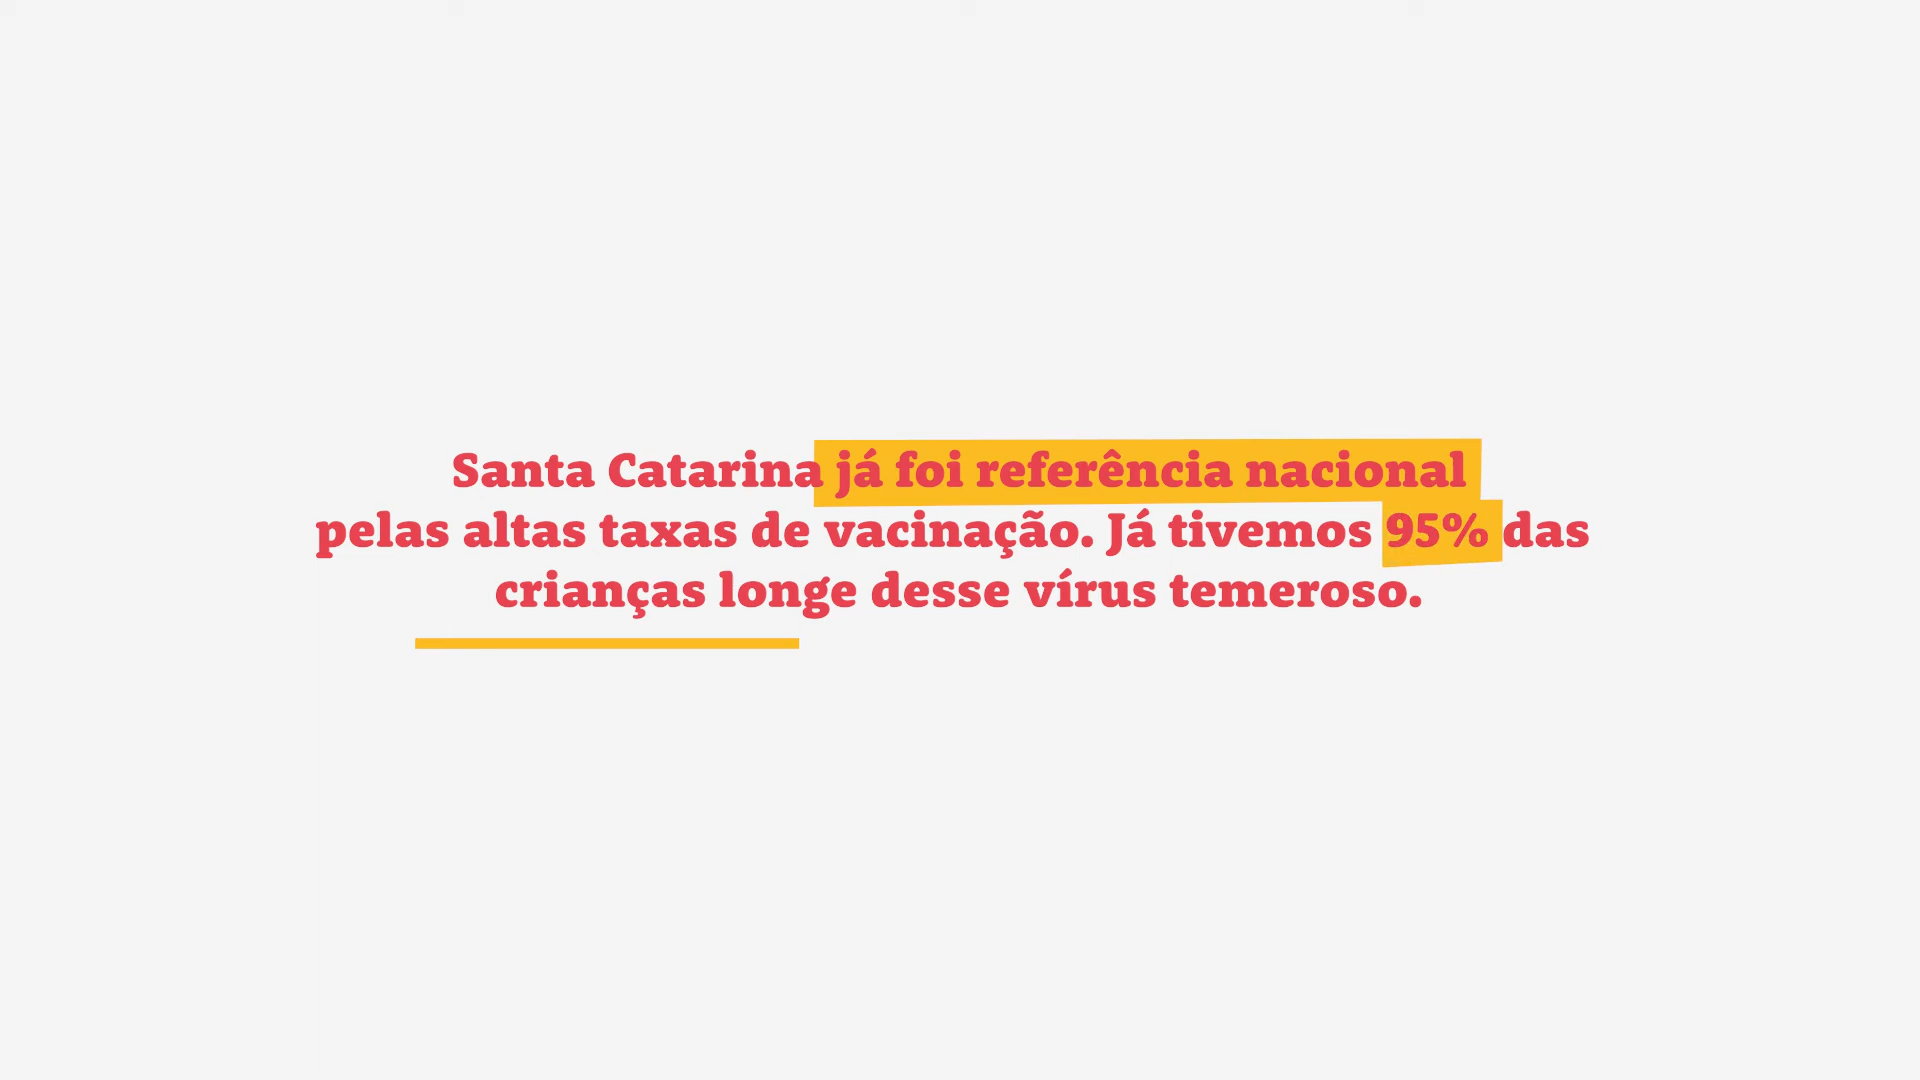 Santa Catarina já foi referência nacional
pelas altas taxas de vacinação. Já tivemos 95% das
crianças longe desse vírus temeroso.